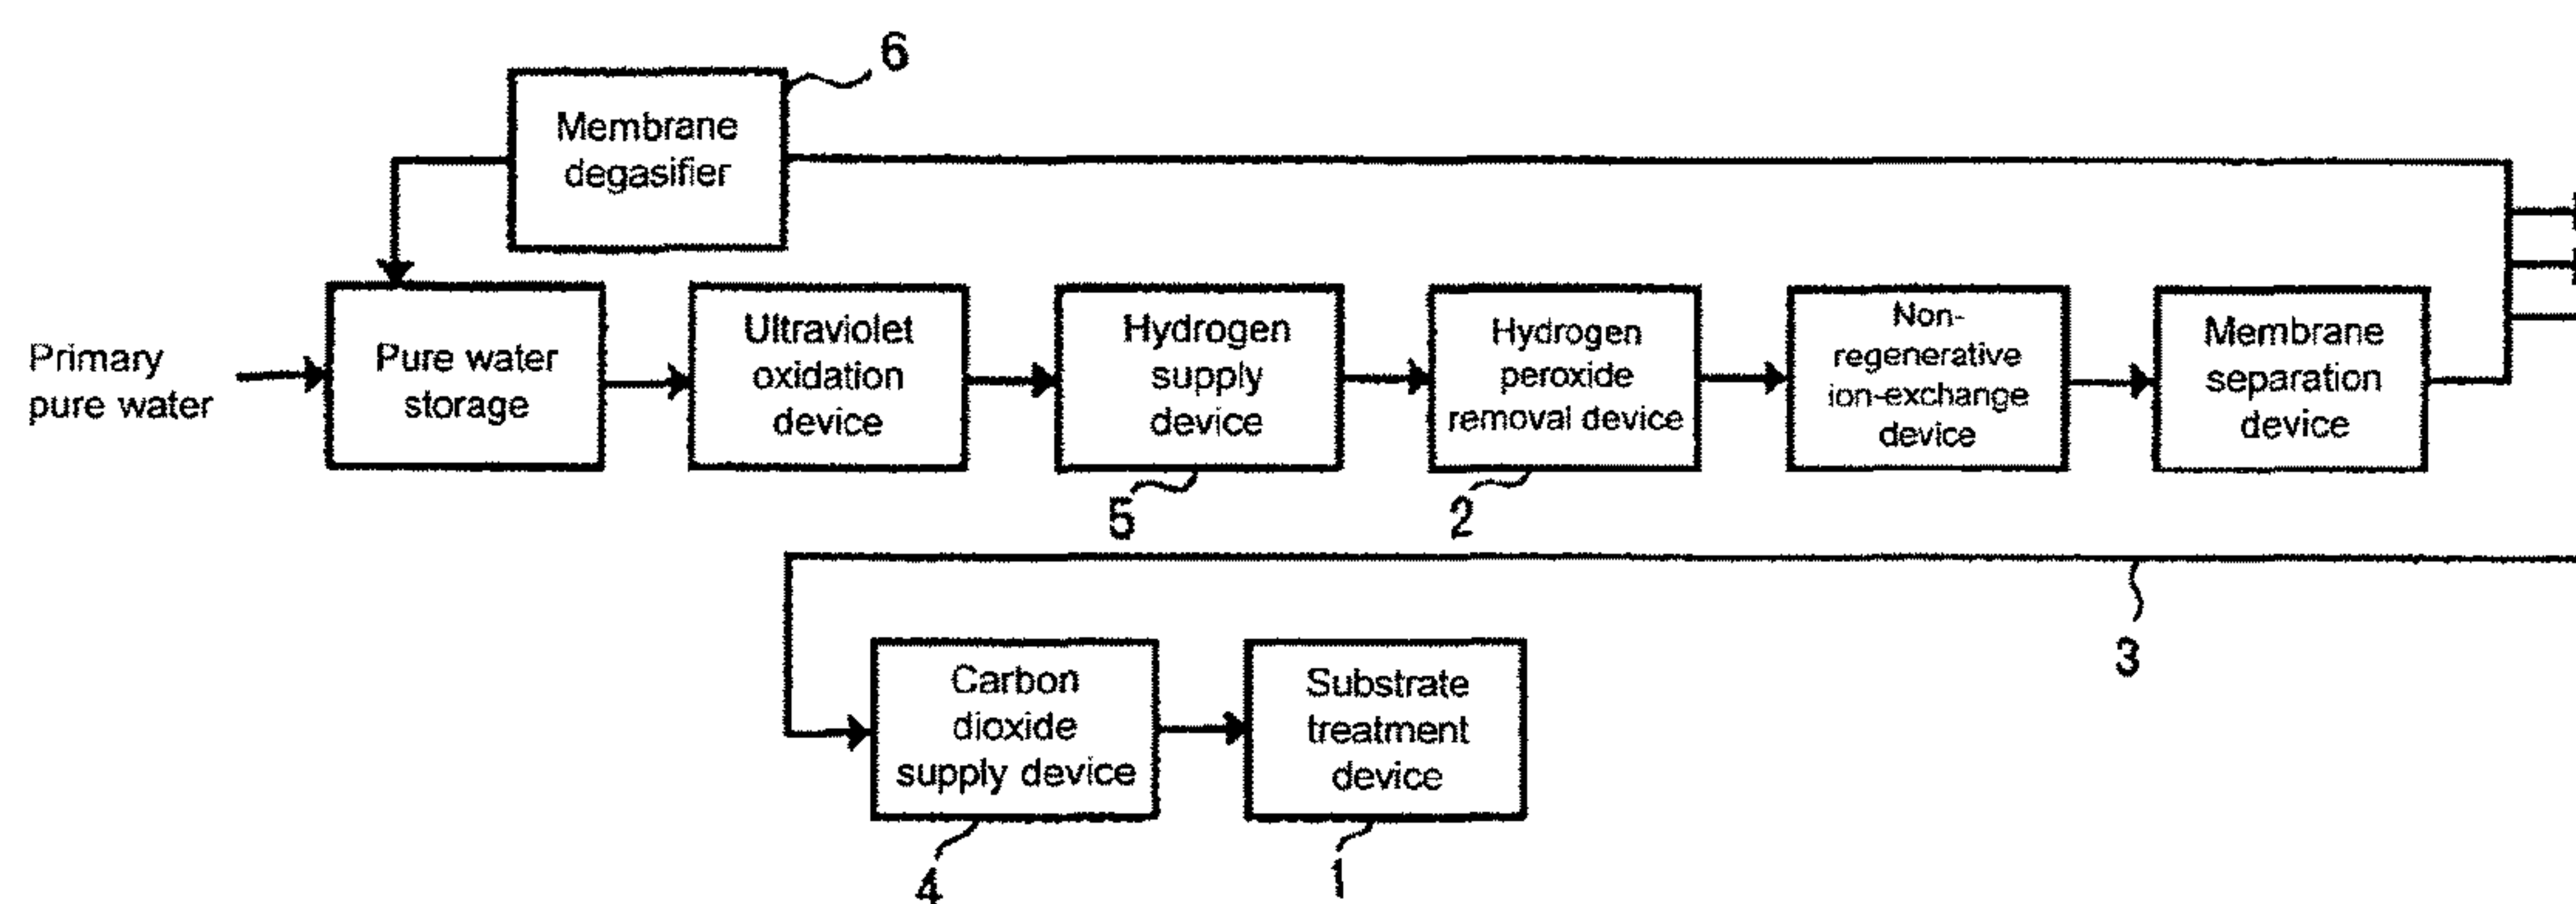 6
Membrane
degasifier
Primary
pure water
Pure water
storage
Ultraviolet
oxidation
device
Hydrogen
supply
device
Hydrogen
peroxide
removal device
Non-
regenerative
ion-exchange
device
Membrane
separation
device
5
2
3
Carbon
dioxide
supply device
Substrate
treatment
device
4
1